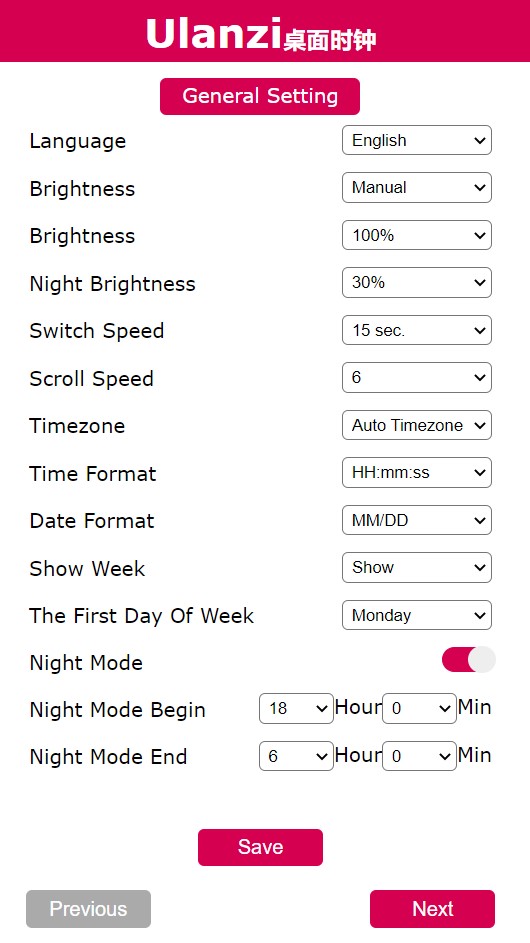 Ulanzi桌面时钟
General Setting
Language English
Brightness Manual
Brightness 100%
Night Brightness 30%
Switch Speed 15 sec.
Scroll Speed 6
Timezone Auto Timezone
Time Format HH:mm:ss
Date Format MM/DD
Show Week Show
The First Day Of Week Monday
Night Mode
Night Mode Begin 18 Hour 0 Min
Night Mode End 6 Hour 0 Min
Save
Previous Next